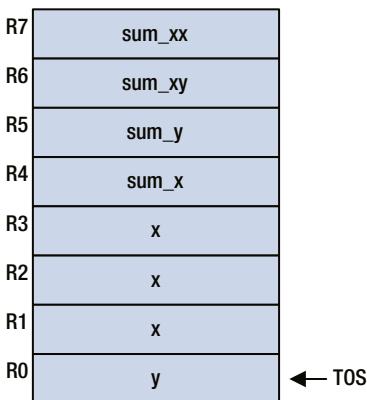 R7 sum_xx
R6 sum_xy
R5 sum_y
R4 sum_x
R3 x
R2 x
R1 x
R0 y TOS